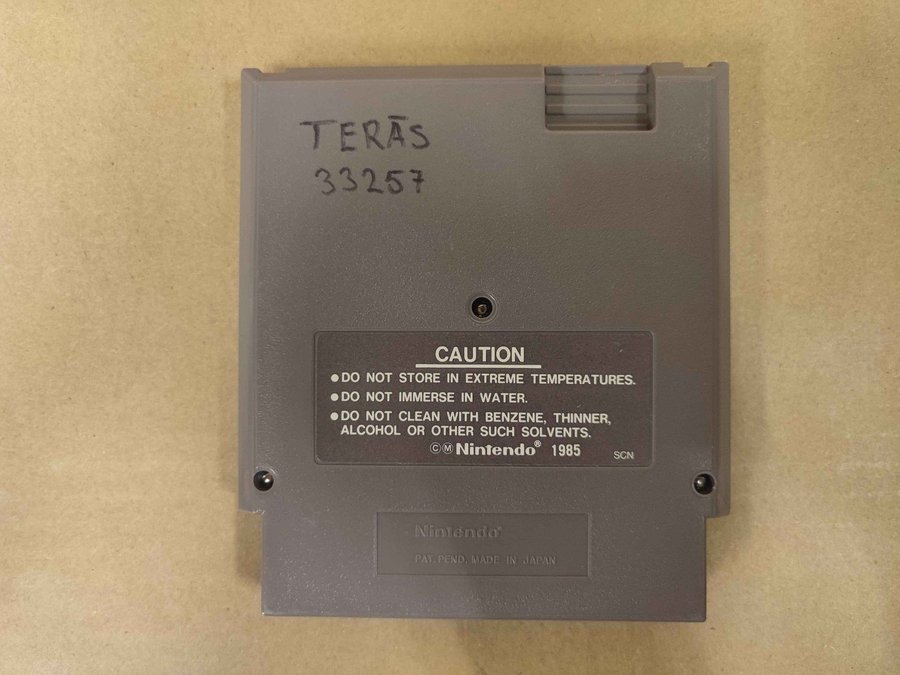 TERÄS
33257
CAUTION
●DO NOT STORE IN EXTREME TEMPERATURES.
●DO NOT IMMERSE IN WATER.
●DO NOT CLEAN WITH BENZENE, THINNER,
ALCOHOL OR OTHER SUCH SOLVENTS.
©Ⓜ Nintendo® 1985 SCN
Nintendo®
PAT. PEND. MADE IN JAPAN